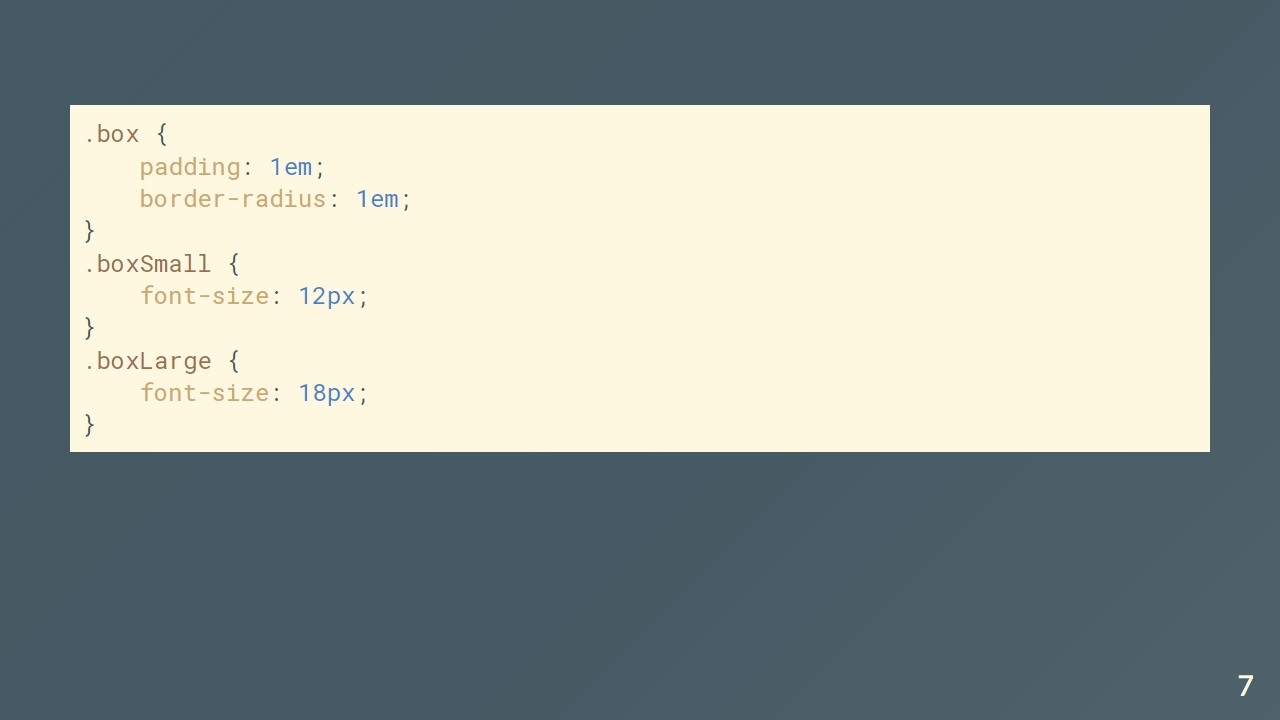 .box {
    padding: 1em;
    border-radius: 1em;
}
.boxSmall {
    font-size: 12px;
}
.boxLarge {
    font-size: 18px;
}
7